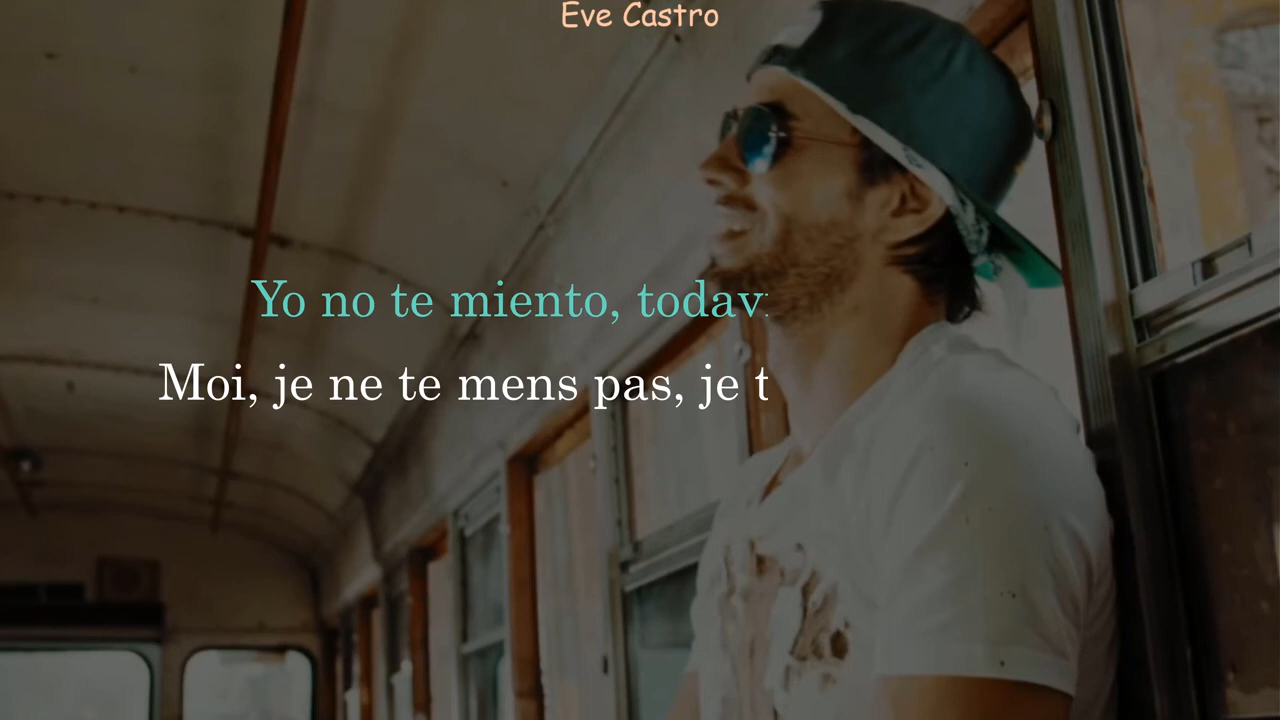 Eve Castro
Yo no te miento, todav
Moi, je ne te mens pas, je t